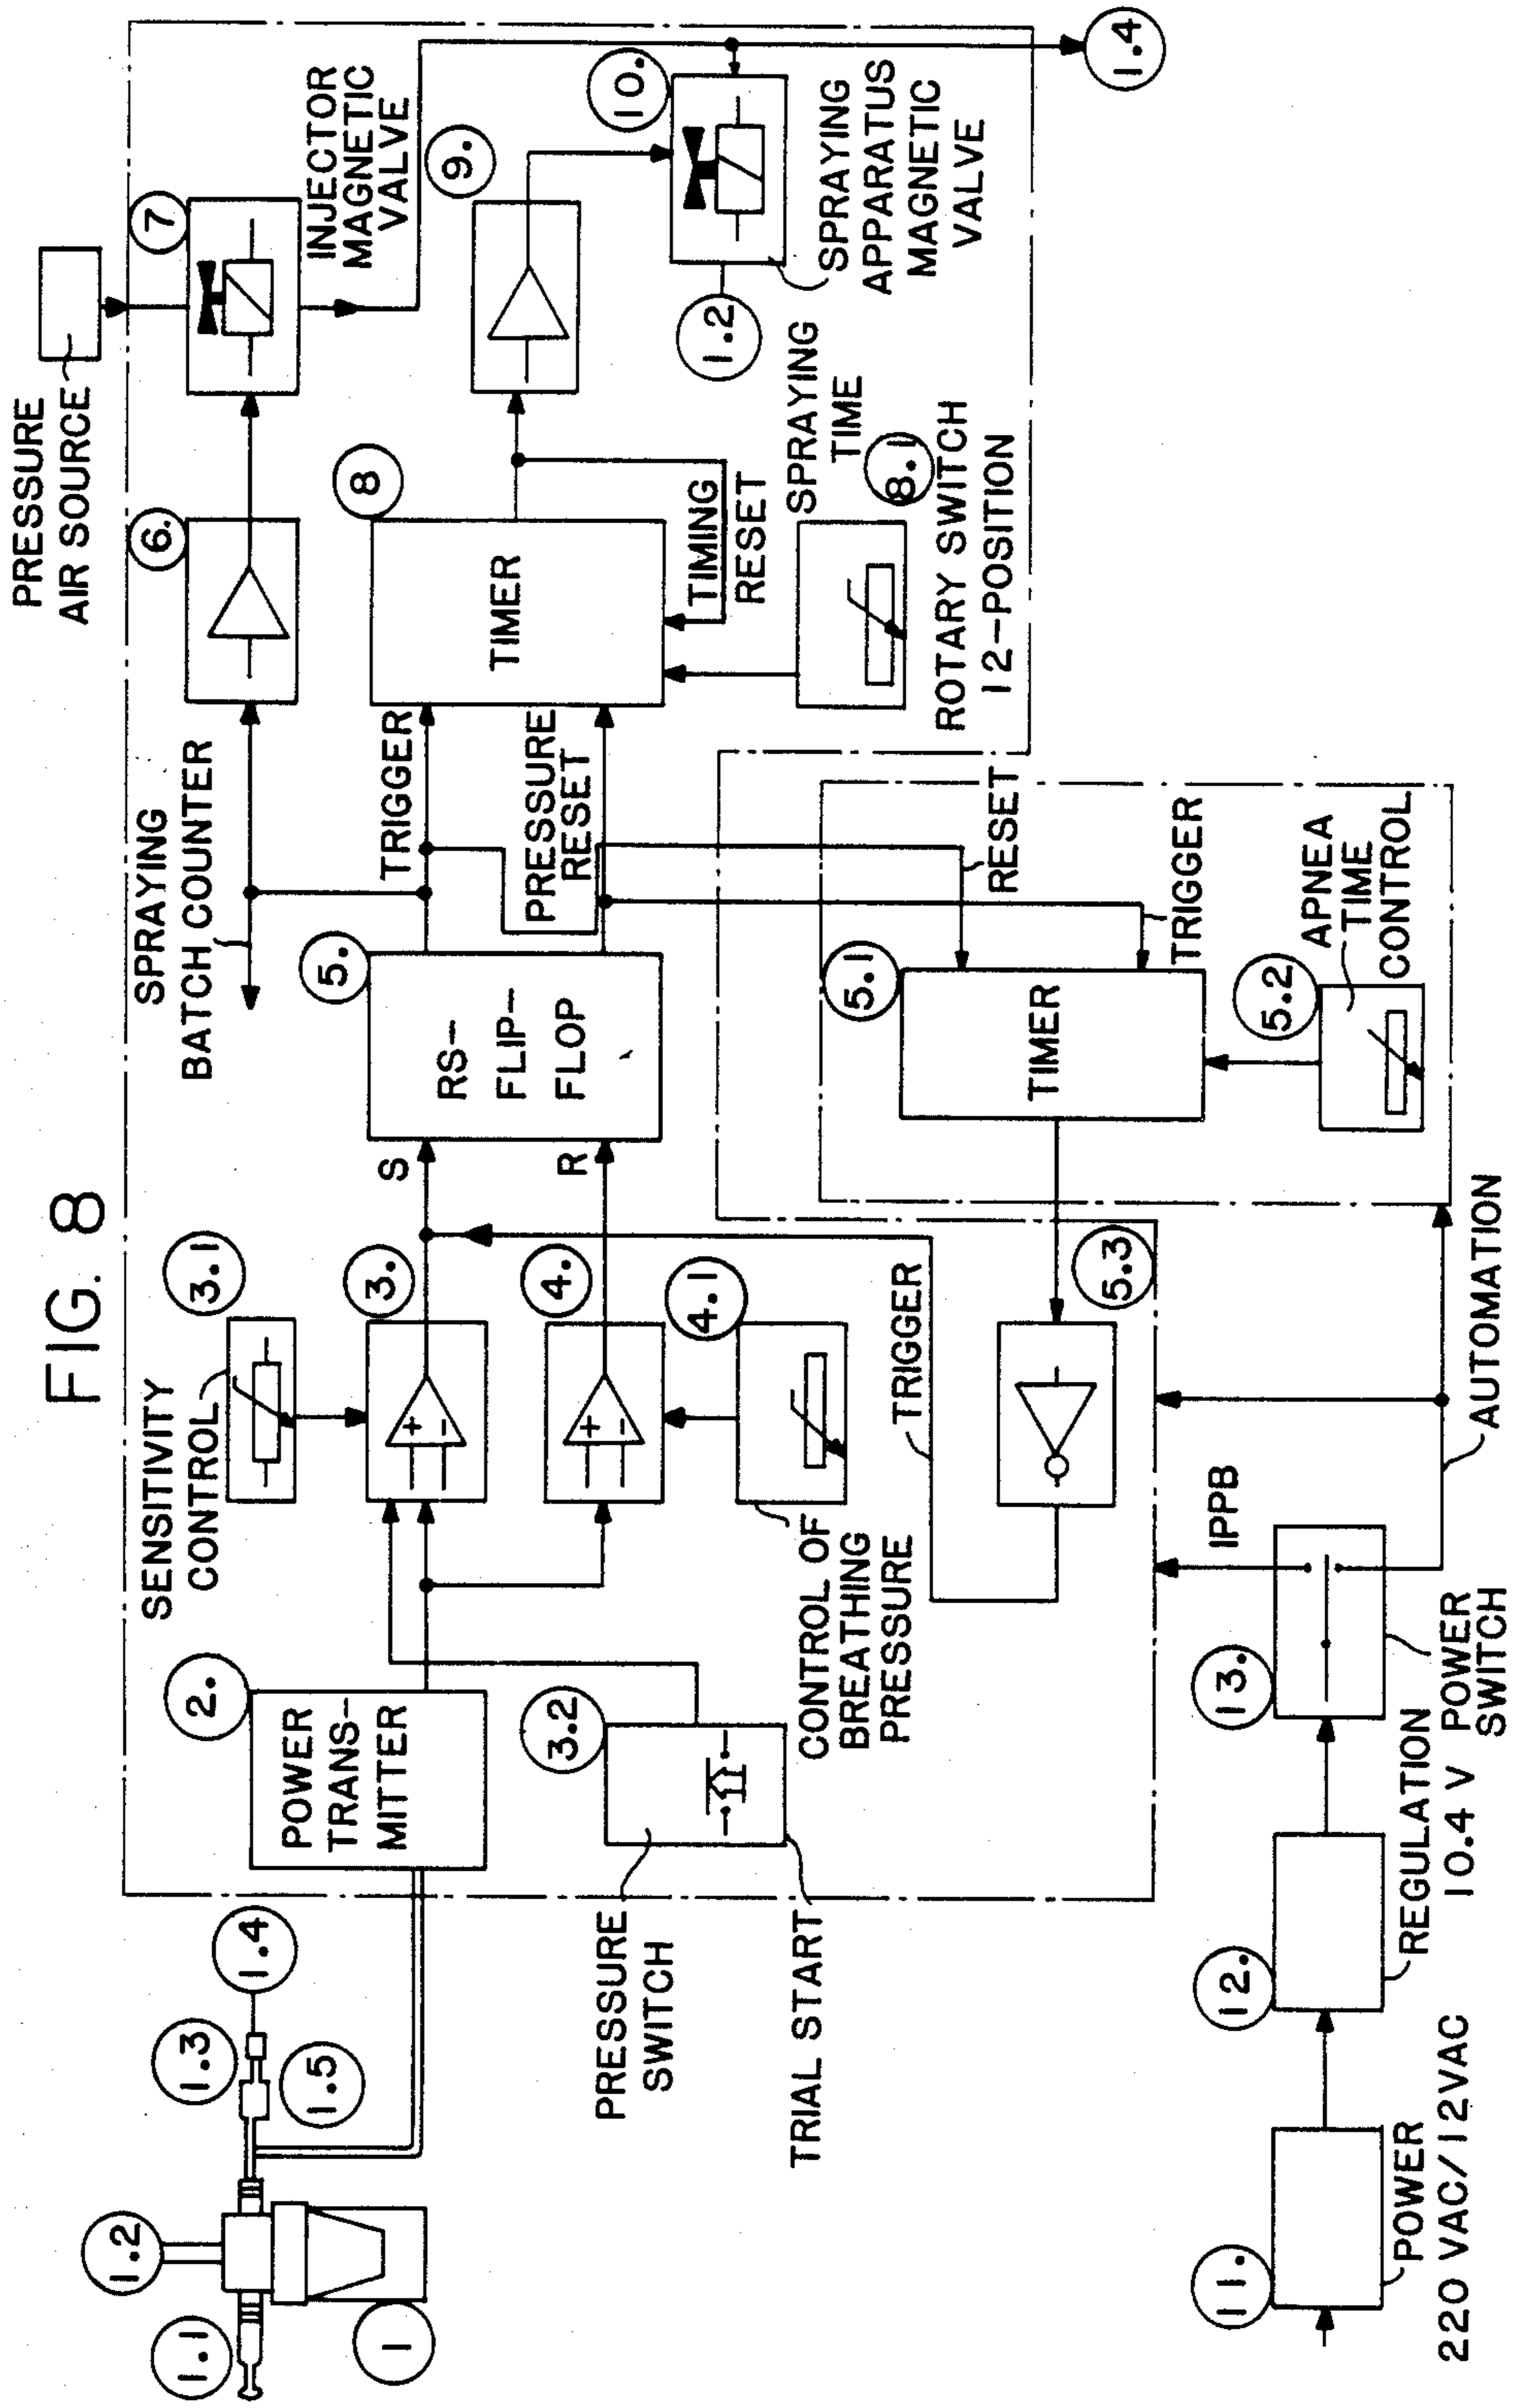 FIG. 8
1.1
1.2
1
1.3
1.4
1.5
2.
POWER
TRANS-
MITTER
SENSITIVITY
CONTROL
3.1
3.
4.
4.1
CONTROL OF
BREATHING
PRESSURE
3.2
PRESSURE
SWITCH
TRIAL START
+
-
+
-
S
R
5.
RS-
FLIP-
FLOP
SPRAYING
BATCH COUNTER
TRIGGER
PRESSURE
RESET
6.
PRESSURE
AIR SOURCE
7
INJECTOR
MAGNETIC
VALVE
8
TIMER
TIMING
RESET
SPRAYING
TIME
8.1
ROTARY SWITCH
12-POSITION
9.
10.
1.2
SPRAYING
APPARATUS
MAGNETIC
VALVE
1.4
TRIGGER
5.3
5.1
TIMER
RESET
TRIGGER
5.2
APNEA
TIME
CONTROL
11.
POWER
220 VAC/12VAC
12.
REGULATION
10.4 V
13.
POWER
SWITCH
IPPB
AUTOMATION